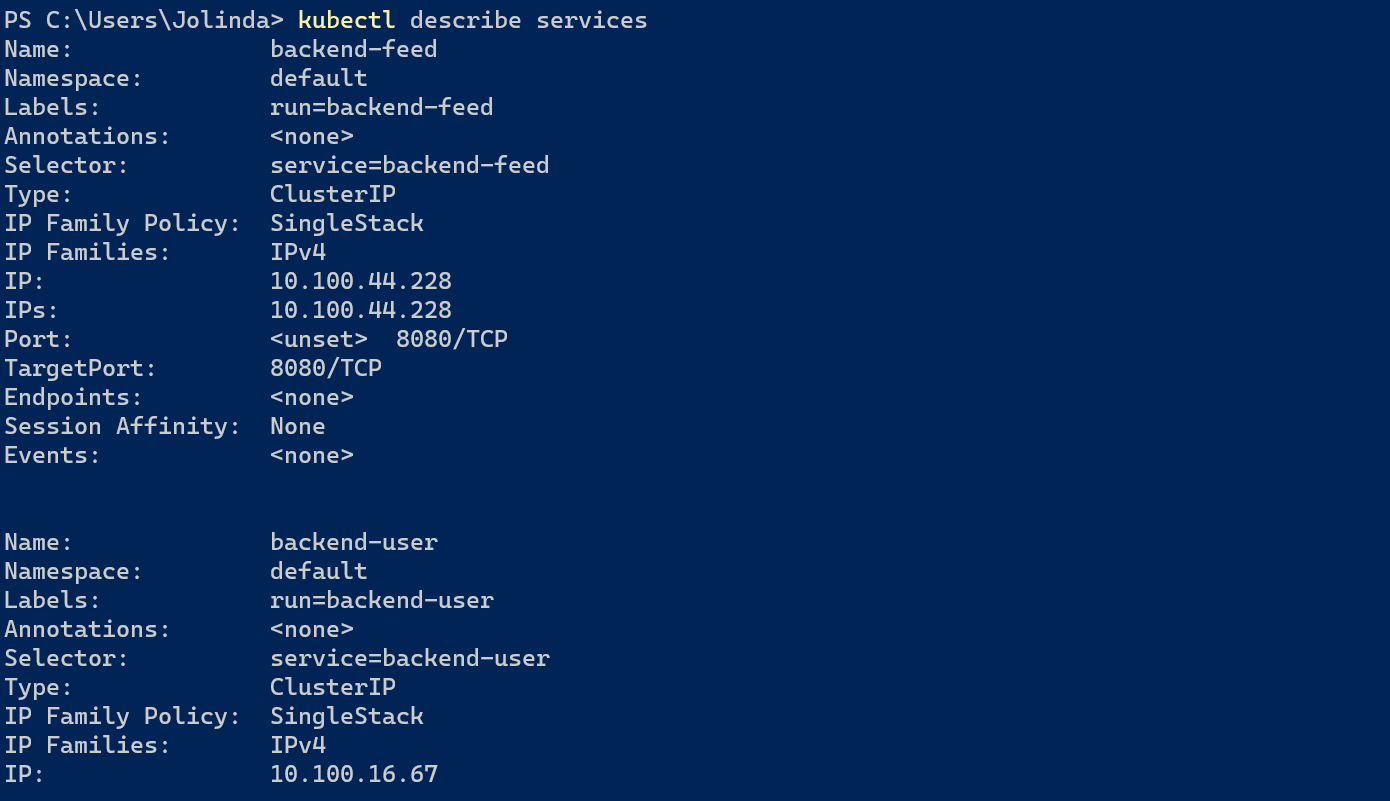 PS C:\Users\Jolinda> kubectl describe services
Name:              backend-feed
Namespace:         default
Labels:            run=backend-feed
Annotations:       <none>
Selector:          service=backend-feed
Type:              ClusterIP
IP Family Policy:  SingleStack
IP Families:       IPv4
IP:                10.100.44.228
IPs:               10.100.44.228
Port:              <unset>  8080/TCP
TargetPort:        8080/TCP
Endpoints:         <none>
Session Affinity:  None
Events:            <none>
Name:              backend-user
Namespace:         default
Labels:            run=backend-user
Annotations:       <none>
Selector:          service=backend-user
Type:              ClusterIP
IP Family Policy:  SingleStack
IP Families:       IPv4
IP:                10.100.16.67